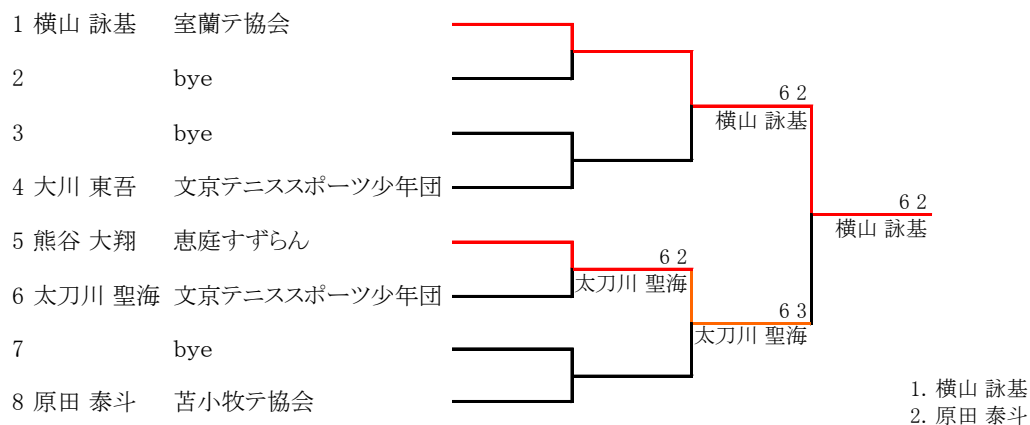 1 横山 詠基 室蘭テ協会
2 bye
6 2
横山 詠基
3 bye
4 大川 東吾 文京テニススポーツ少年団
6 2
横山 詠基
5 熊谷 大翔 恵庭すずらん
6 2
太刀川 聖海
6 太刀川 聖海 文京テニススポーツ少年団
6 3
太刀川 聖海
7 bye
8 原田 泰斗 苫小牧テ協会
1. 横山 詠基
2. 原田 泰斗